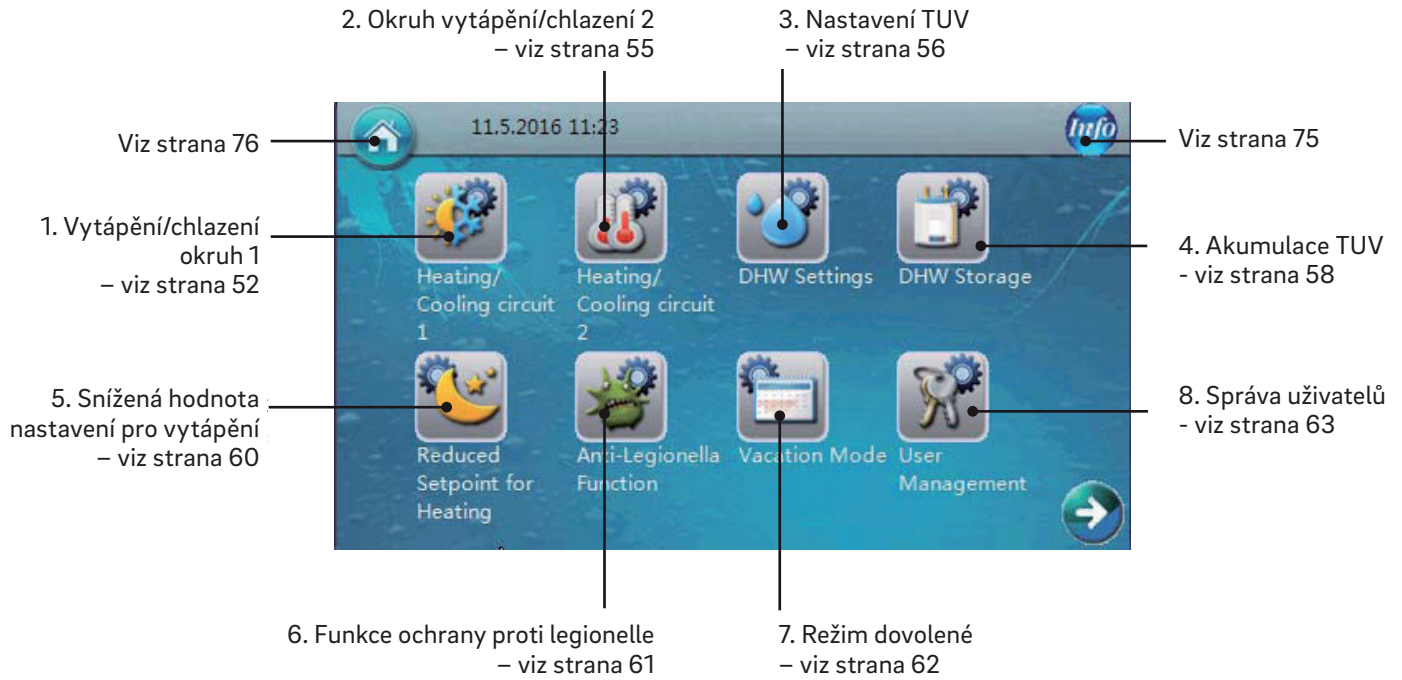 2. Okruh vytápění/chlazení 2
– viz strana 55
3. Nastavení TUV
– viz strana 56
Viz strana 76
11.5.2016 11:23
Info
Viz strana 75
1. Vytápění/chlazení
okruh 1
– viz strana 52
Heating/
Cooling circuit
1
Heating/
Cooling circuit
2
DHW Settings
DHW Storage
4. Akumulace TUV
- viz strana 58
5. Snížená hodnota
nastavení pro vytápění
– viz strana 60
Reduced
Setpoint for
Heating
Anti-Legionella
Function
Vacation Mode
User
Management
8. Správa uživatelů
- viz strana 63
6. Funkce ochrany proti legionelle
– viz strana 61
7. Režim dovolené
– viz strana 62